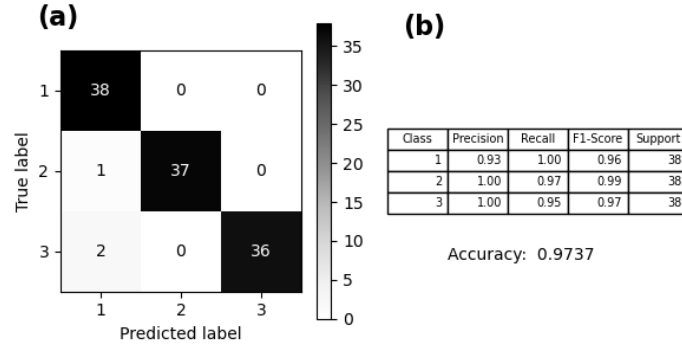 (a)
True label
1 38 0 0
2 1 37 0
3 2 0 36
1 2 3
Predicted label
35
30
25
20
15
10
5
0
(b)
Class Precision Recall F1-Score Support
1 0.93 1.00 0.96 38
2 1.00 0.97 0.99 38
3 1.00 0.95 0.97 38
Accuracy: 0.9737